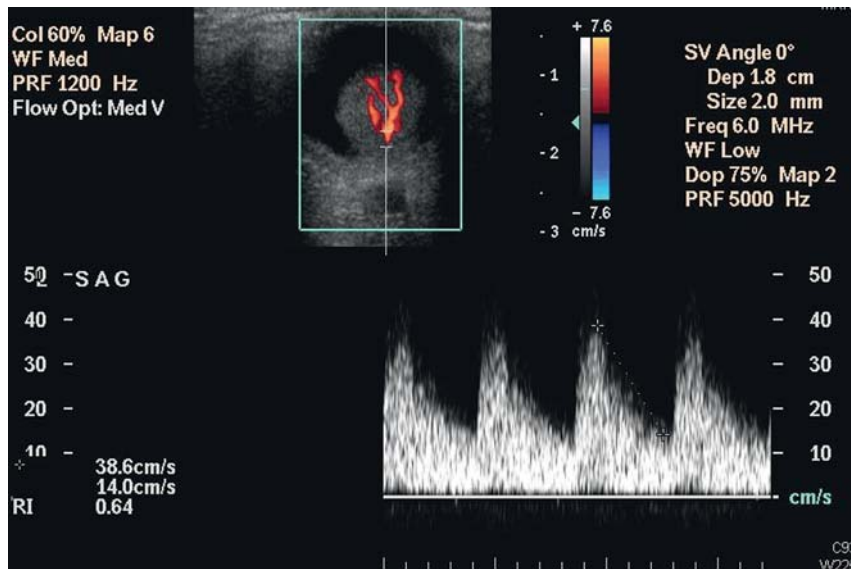 Col 60% Map 6
WF Med
PRF 1200 Hz
Flow Opt: Med V
+ 7.6
- 1
- 2
- 3
- 7.6
cm/s
SV Angle 0°
Dep 1.8 cm
Size 2.0 mm
Freq 6.0 MHz
WF Low
Dop 75% Map 2
PRF 5000 Hz
SAG
50
40
30
20
10
38.6cm/s
14.0cm/s
RI 0.64
50
40
30
20
10
cm/s